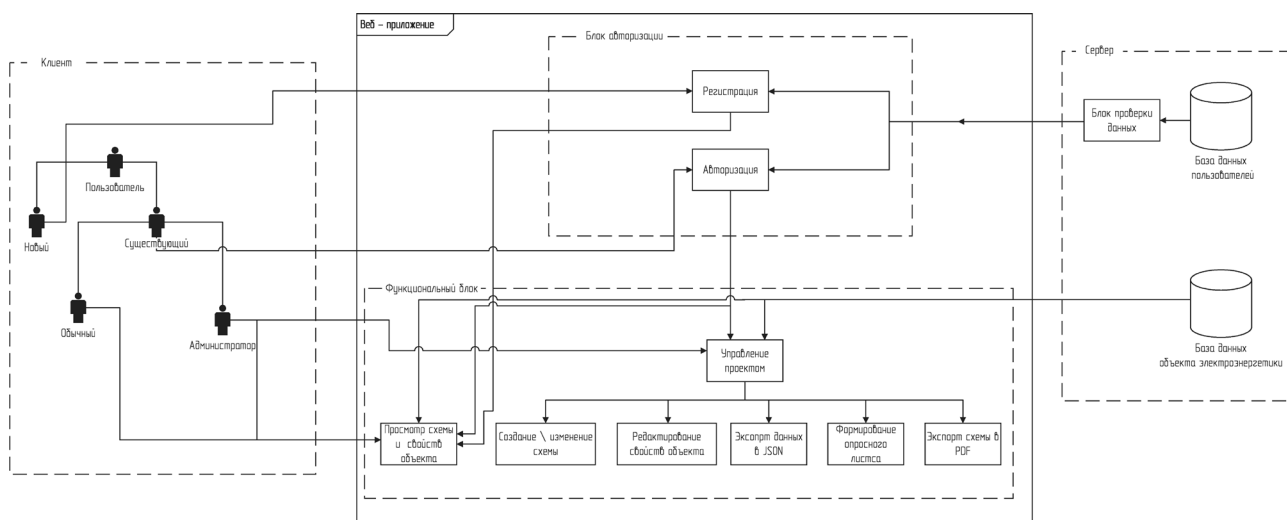 Веб - приложение
Блок авторизации
Клиент
Сервер
Регистрация
Блок проверки
данных
База данных
пользователей
Авторизация
Пользователь
Новый
Существующий
Функциональный блок
Обычный
Администратор
Управление
проектом
База данных
объекта электроэнергетики
Просмотр схемы
и свойств
объекта
Создание \ изменение
схемы
Редактирование
свойств объекта
Экспорт данных
в JSON
Формирование
опросного
листса
Экспорт схемы в
PDF